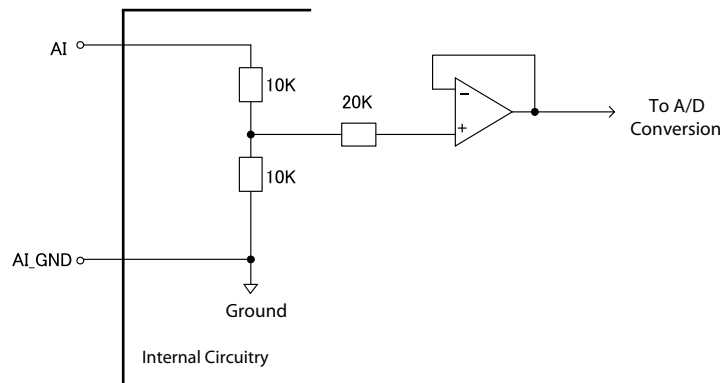 AI
10K
20K
−
+
To A/D
Conversion
10K
AI_GND
Ground
Internal Circuitry